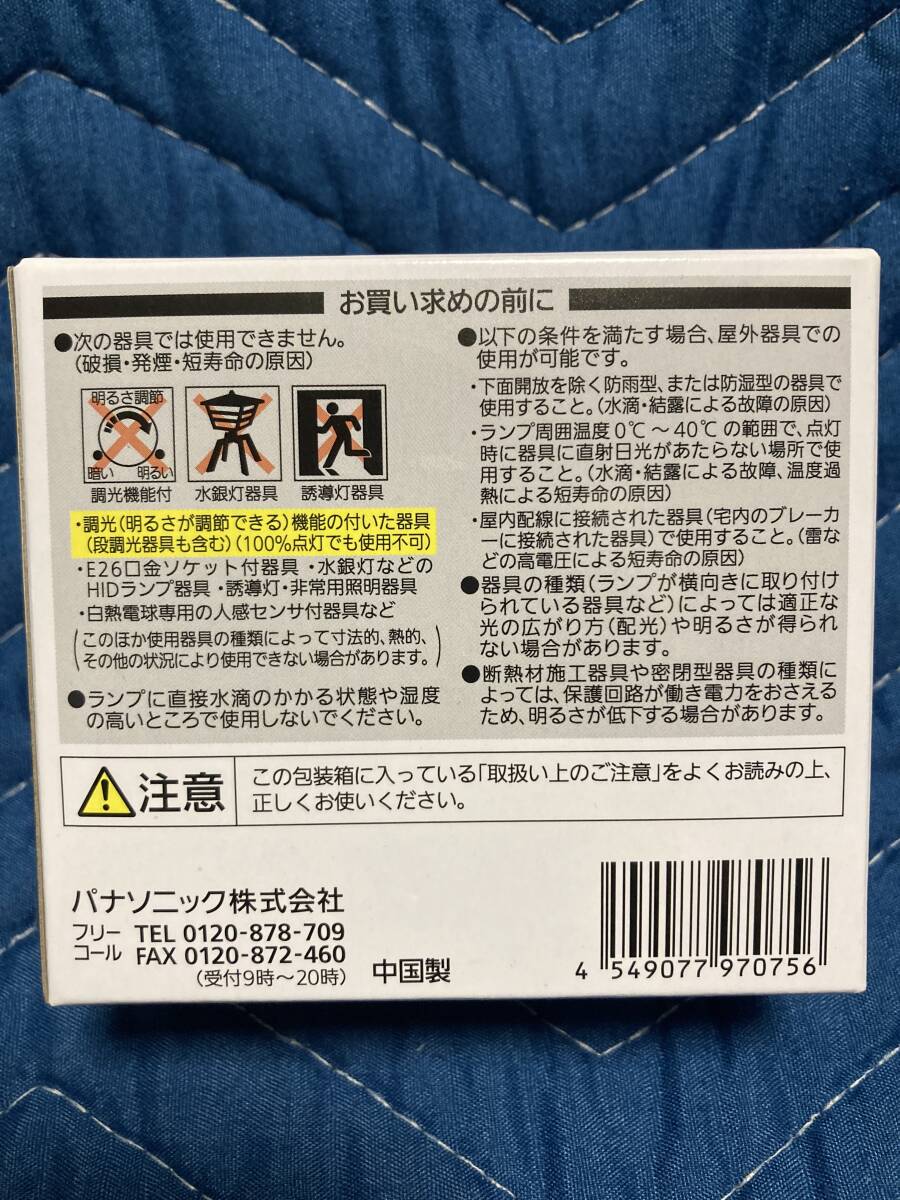 お買い求めの前に
●次の器具では使用できません。
(破損・発煙・短寿命の原因)
明るさ調節
暗い 明るい
調光機能付 水銀灯器具 誘導灯器具
・調光(明るさが調節できる)機能の付いた器具
(段調光器具も含む)(100%点灯でも使用不可)
・E26口金ソケット付器具 ・水銀灯などの
HIDランプ器具 ・誘導灯・非常用照明器具
・白熱電球専用の人感センサ付器具など
(このほか使用器具の種類によって寸法的、熱的、
その他の状況により使用できない場合があります。)
●ランプに直接水滴のかかる状態や湿度
の高いところで使用しないでください。
●以下の条件を満たす場合、屋外器具での
使用が可能です。
・下面開放を除く防雨型、または防湿型の器具で
使用すること。(水滴・結露による故障の原因)
・ランプ周囲温度0℃～40℃の範囲で、点灯
時に器具に直射日光があたらない場所で使
用すること。(水滴・結露による故障、温度過
熱による短寿命の原因)
・屋内配線に接続された器具(宅内のブレーカ
ーに接続された器具)で使用すること。(雷な
どの高電圧による短寿命の原因)
●器具の種類(ランプが横向きに取り付け
られている器具など)によっては適正な
光の広がり方(配光)や明るさが得られ
ない場合があります。
●断熱材施工器具や密閉型器具の種類に
よっては、保護回路が働き電力をおさえる
ため、明るさが低下する場合があります。
注意
この包装箱に入っている「取扱い上のご注意」をよくお読みの上、
正しくお使いください。
パナソニック株式会社
フリー
コール
TEL 0120-878-709
FAX 0120-872-460
(受付9時～20時)
中国製
4 549077 970756